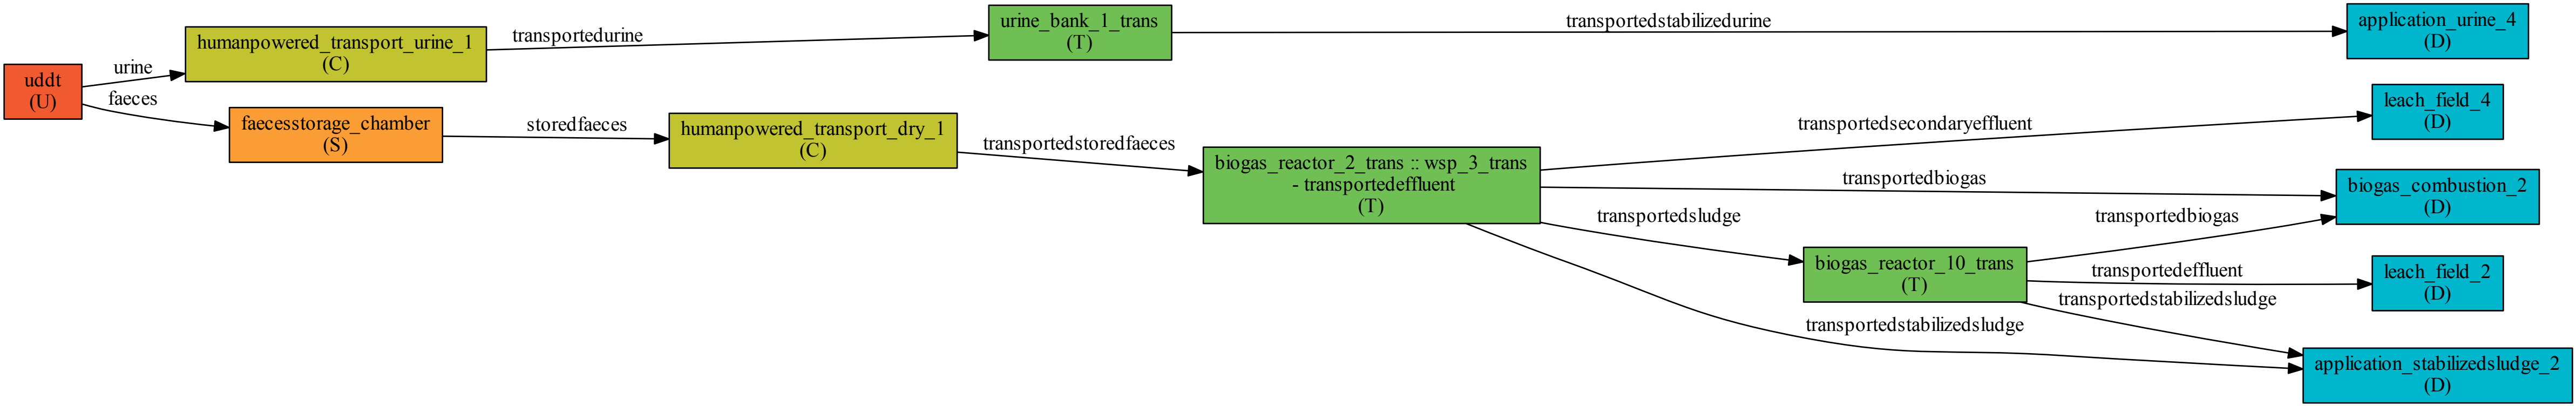 uddt
(U)
urine
faeces
humanpowered_transport_urine_1
(C)
faecesstorage_chamber
(S)
transportedurine
storedfaeces
humanpowered_transport_dry_1
(C)
urine_bank_1_trans
(T)
transportedstoredfaeces
biogas_reactor_2_trans :: wsp_3_trans
- transportedeffluent
(T)
transportedstabilizedurine
transportedsecondaryeffluent
transportedbiogas
transportedsludge
transportedstabilizedsludge
biogas_reactor_10_trans
(T)
transportedbiogas
transportedeffluent
transportedstabilizedsludge
application_urine_4
(D)
leach_field_4
(D)
biogas_combustion_2
(D)
leach_field_2
(D)
application_stabilizedsludge_2
(D)